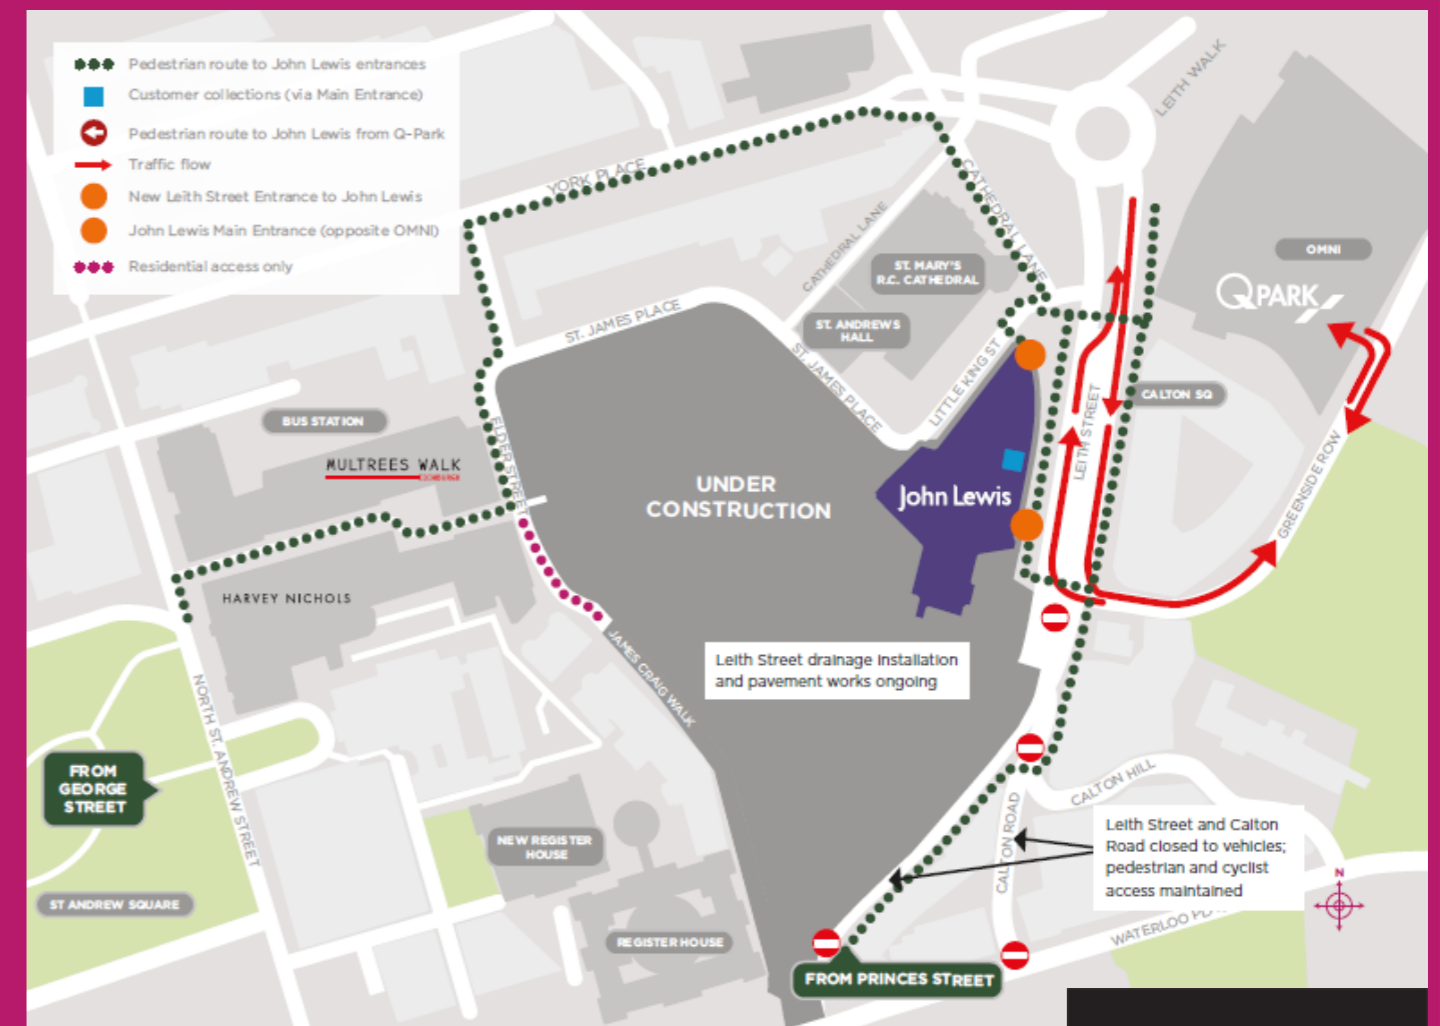 Pedestrian route to John Lewis entrances
Customer collections (via Main Entrance)
Pedestrian route to John Lewis from Q-Park
Traffic flow
New Leith Street Entrance to John Lewis
John Lewis Main Entrance (opposite OMNI)
Residential access only
LEITH WALK
YORK PLACE
CATHEDRAL LANE
CATHEDRAL LANE
ST. MARY'S
R.C. CATHEDRAL
OMNI
QPARK
ST. JAMES PLACE
ST. ANDREWS
HALL
ST. JAMES PLACE
LITTLE KING ST
CALTON SQ
LEITH STREET
BUS STATION
MULTREES WALK
EDINBURGH
ELDER STREET
UNDER
CONSTRUCTION
John Lewis
GREENSIDE ROW
HARVEY NICHOLS
JAMES CRAIG WALK
Leith Street drainage installation
and pavement works ongoing
NORTH ST. ANDREW STREET
FROM
GEORGE
STREET
CALTON HILL
CALTON ROAD
Leith Street and Calton
Road closed to vehicles;
pedestrian and cyclist
access maintained
NEW REGISTER
HOUSE
N
ST ANDREW SQUARE
REGISTER HOUSE
WATERLOO
FROM PRINCES STREET